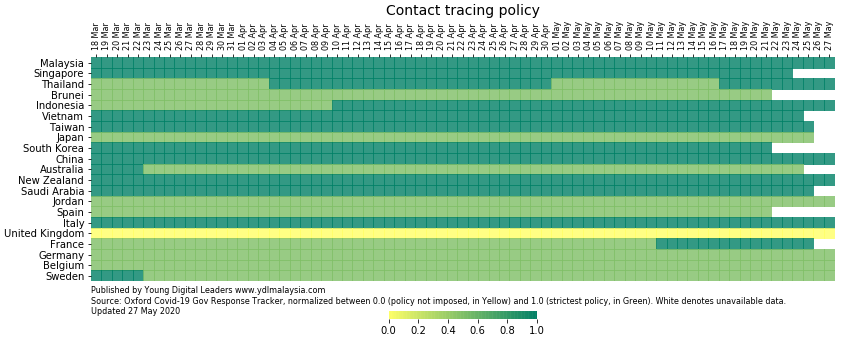 Contact tracing policy
18 Mar 19 Mar 20 Mar 21 Mar 22 Mar 23 Mar 24 Mar 25 Mar 26 Mar 27 Mar 28 Mar 29 Mar 30 Mar 31 Mar 01 Apr 02 Apr 03 Apr 04 Apr 05 Apr 06 Apr 07 Apr 08 Apr 09 Apr 10 Apr 11 Apr 12 Apr 13 Apr 14 Apr 15 Apr 16 Apr 17 Apr 18 Apr 19 Apr 20 Apr 21 Apr 22 Apr 23 Apr 24 Apr 25 Apr 26 Apr 27 Apr 28 Apr 29 Apr 30 Apr 01 May 02 May 03 May 04 May 05 May 06 May 07 May 08 May 09 May 10 May 11 May 12 May 13 May 14 May 15 May 16 May 17 May 18 May 19 May 20 May 21 May 22 May 23 May 24 May 25 May 26 May 27 May
Malaysia
Singapore
Thailand
Brunei
Indonesia
Vietnam
Taiwan
Japan
South Korea
China
Australia
New Zealand
Saudi Arabia
Jordan
Spain
Italy
United Kingdom
France
Germany
Belgium
Sweden
Published by Young Digital Leaders www.ydlmalaysia.com
Source: Oxford Covid-19 Gov Response Tracker, normalized between 0.0 (policy not imposed, in Yellow) and 1.0 (strictest policy, in Green). White denotes unavailable data.
Updated 27 May 2020
0.0 0.2 0.4 0.6 0.8 1.0